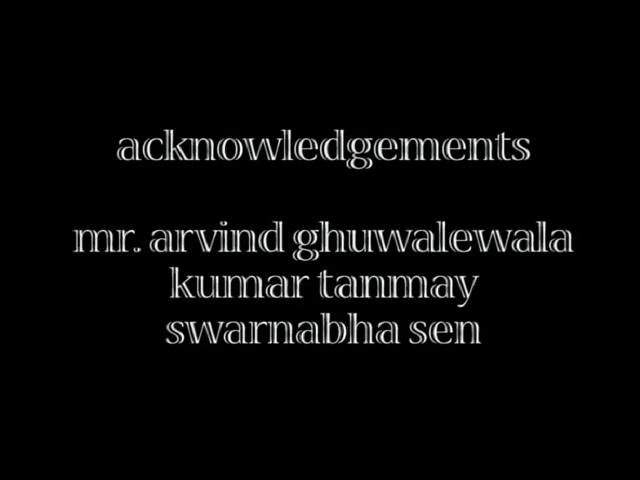 acknowledgements
mr. arvind ghuwalewala
kumar tanmay
swarnabha sen